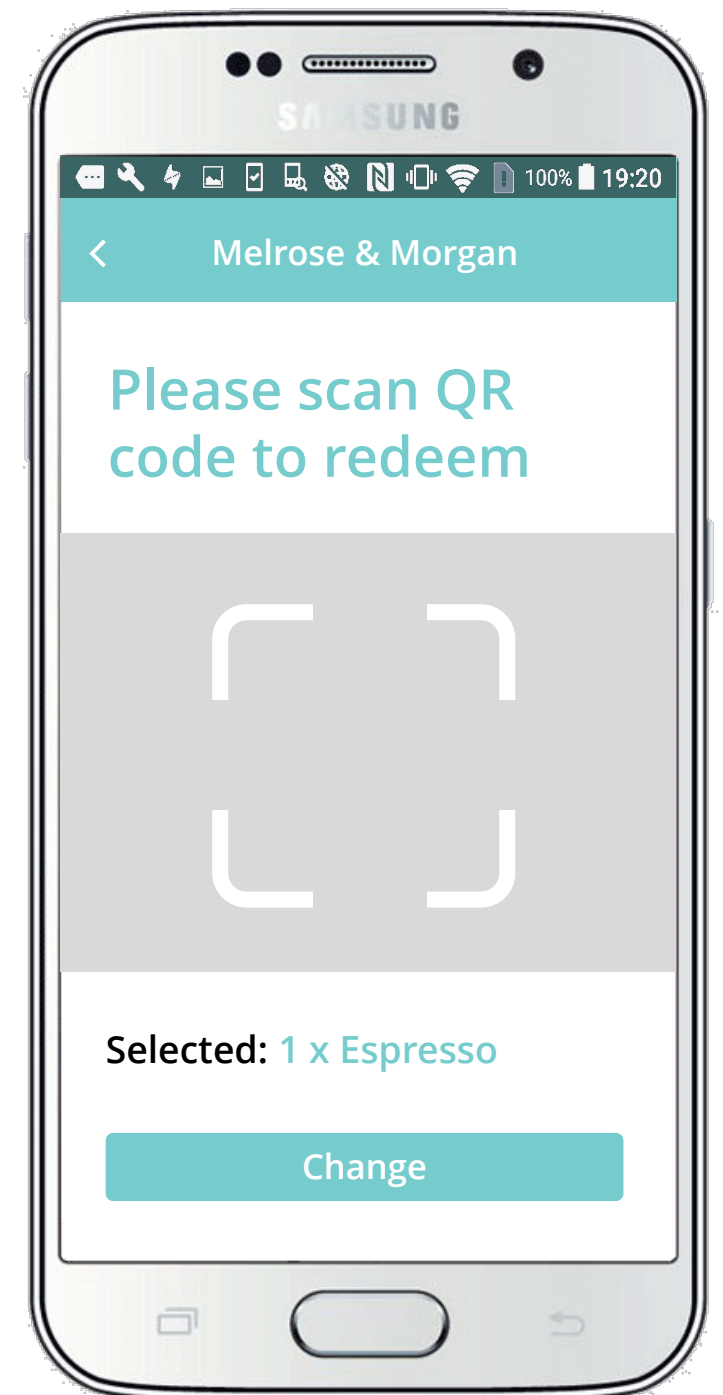 SAMSUNG
100% 19:20
Melrose & Morgan
Please scan QR
code to redeem
Selected: 1 x Espresso
Change